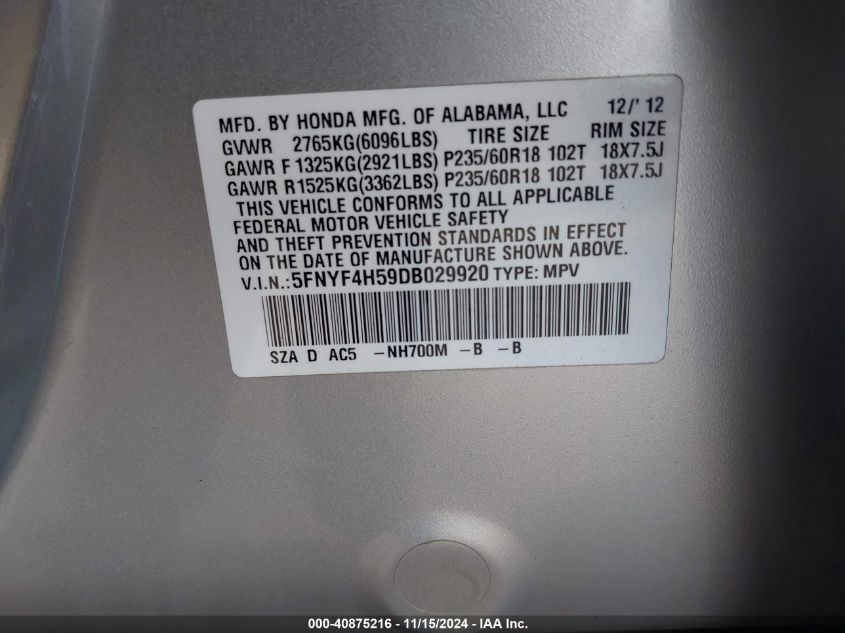 MFD. BY HONDA MFG. OF ALABAMA, LLC 12/' 12
GVWR 2765KG(6096LBS) TIRE SIZE RIM SIZE
GAWR F 1325KG(2921LBS) P235/60R18 102T 18X7.5J
GAWR R1525KG(3362LBS) P235/60R18 102T 18X7.5J
THIS VEHICLE CONFORMS TO ALL APPLICABLE
FEDERAL MOTOR VEHICLE SAFETY
AND THEFT PREVENTION STANDARDS IN EFFECT
ON THE DATE OF MANUFACTURE SHOWN ABOVE.
V.I.N.:5FNYF4H59DB029920 TYPE: MPV
SZA D AC5 -NH700M -B -B
000-40875216 - 11/15/2024 - IAA Inc.